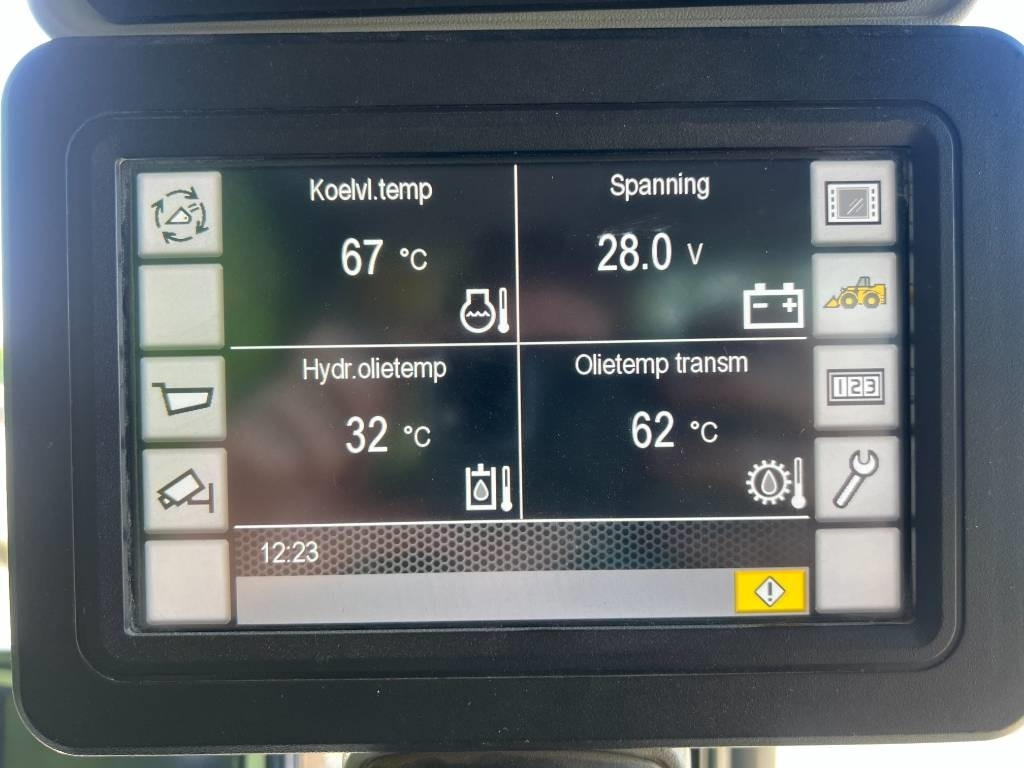 Koelvl.temp
67 °C
Spanning
28.0 V
Hydr.olietemp
32 °C
Olietemp transm
62 °C
123
12:23